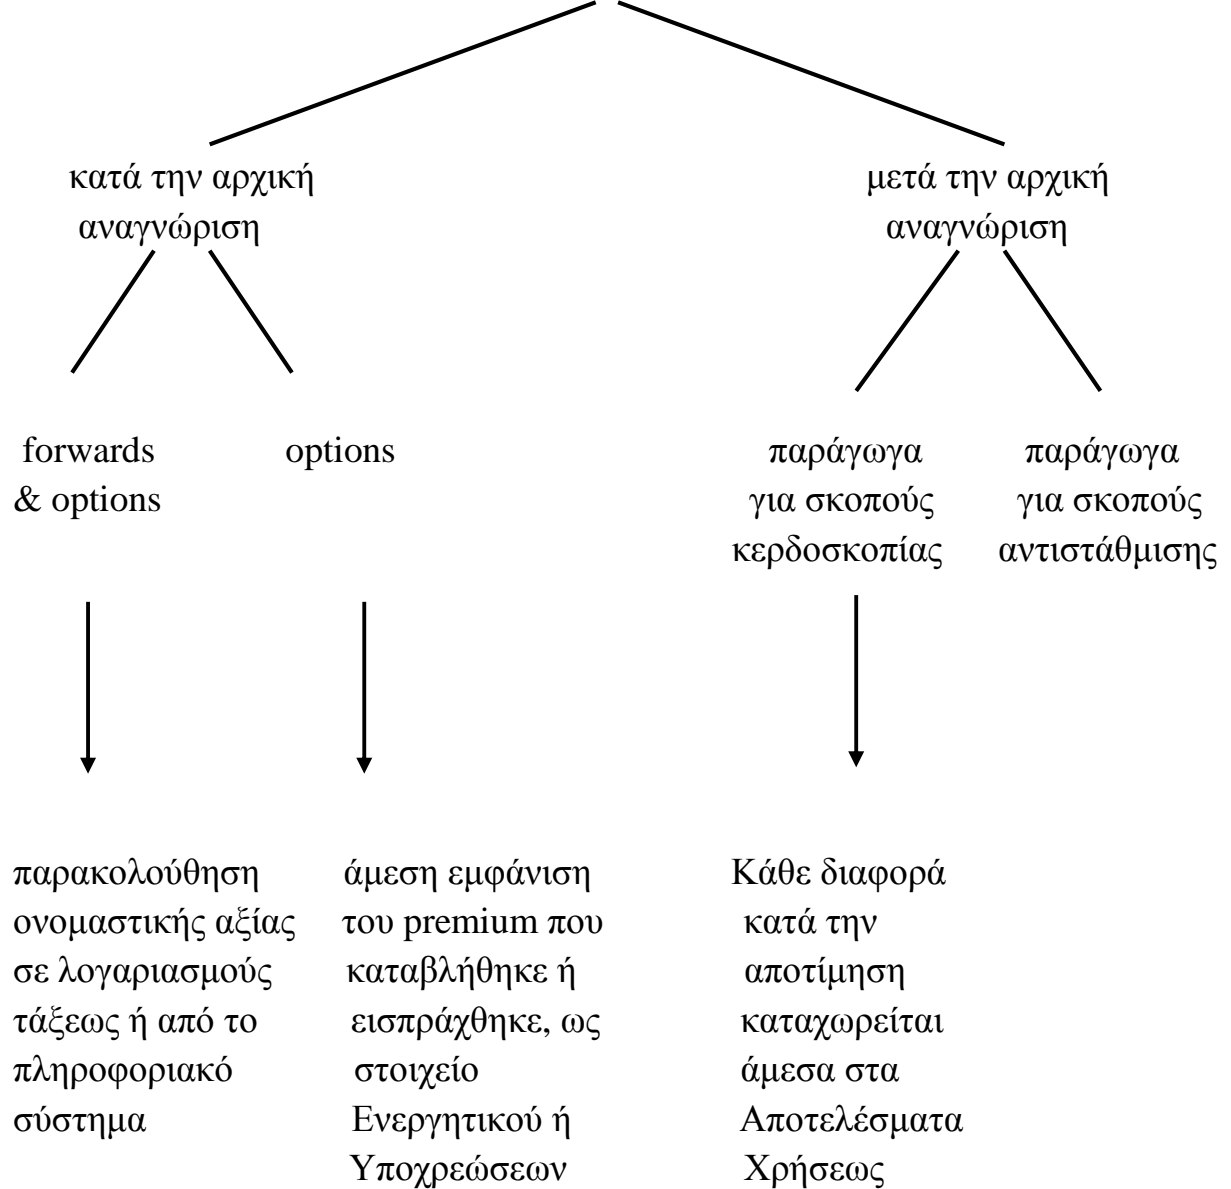 κατά την αρχική
αναγνώριση
μετά την αρχική
αναγνώριση
forwards
& options
options
παράγωγα
για σκοπούς
κερδοσκοπίας
παράγωγα
για σκοπούς
αντιστάθμισης
παρακολούθηση
ονομαστικής αξίας
σε λογαριασμούς
τάξεως ή από το
πληροφοριακό
σύστημα
άμεση εμφάνιση
του premium που
καταβλήθηκε ή
εισπράχθηκε, ως
στοιχείο
Ενεργητικού ή
Υποχρεώσεων
Κάθε διαφορά
κατά την
αποτίμηση
καταχωρείται
άμεσα στα
Αποτελέσματα
Χρήσεως